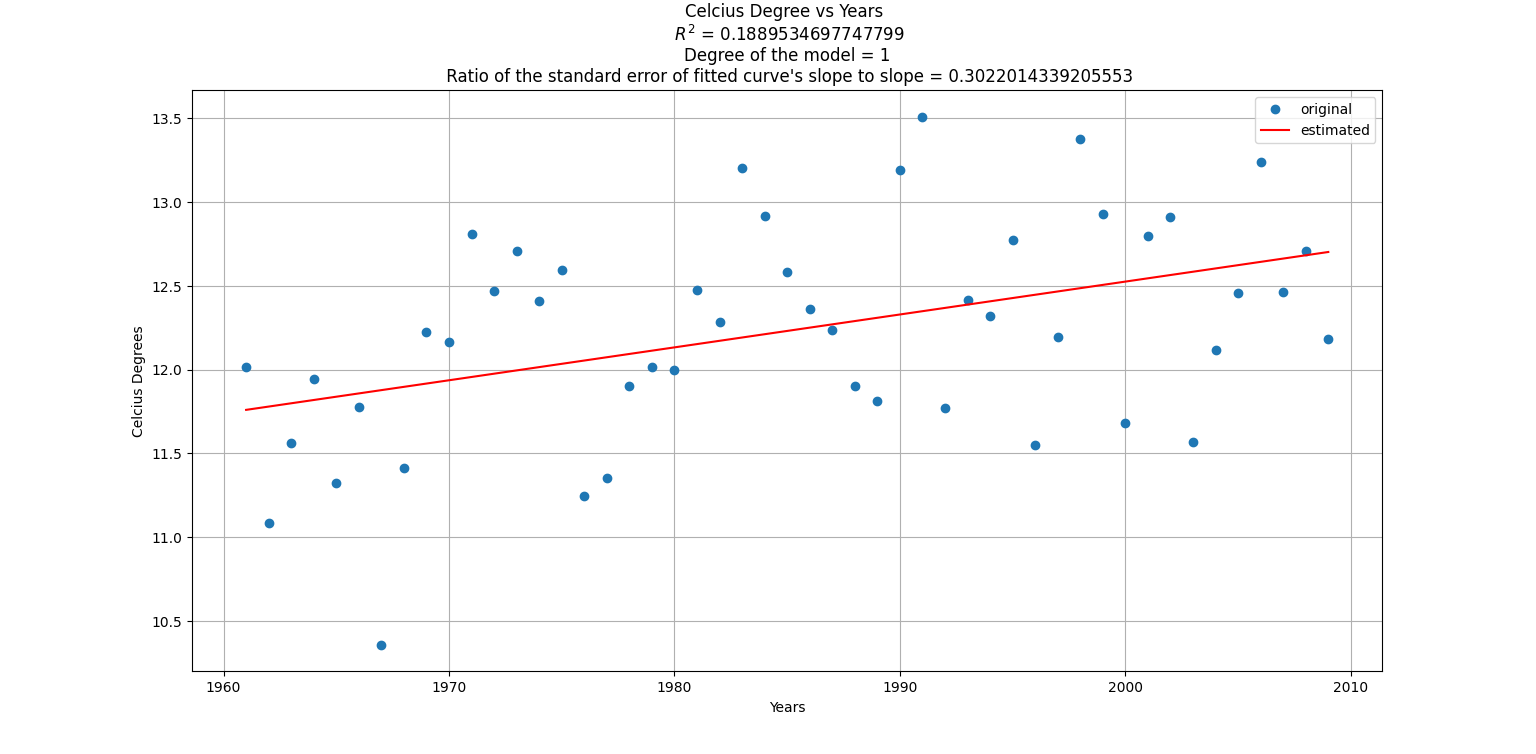 Celcius Degree vs Years
R² = 0.1889534697747799
Degree of the model = 1
Ratio of the standard error of fitted curve's slope to slope = 0.3022014339205553
original
estimated
13.5
13.0
12.5
12.0
11.5
11.0
10.5
Celcius Degrees
1960 1970 1980 1990 2000 2010
Years